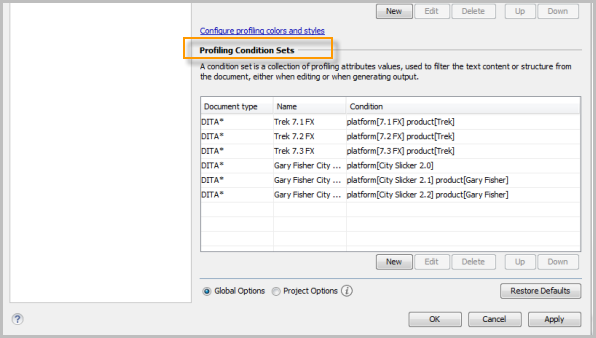 New Edit Delete Up Down
Configure profiling colors and styles
Profiling Condition Sets
A condition set is a collection of profiling attributes values, used to filter the text content or structure from
the document, either when editing or when generating output.
Document type Name Condition
DITA* Trek 7.1 FX platform[7.1 FX] product[Trek]
DITA* Trek 7.2 FX platform[7.2 FX] product[Trek]
DITA* Trek 7.3 FX platform[7.3 FX] product[Trek]
DITA* Gary Fisher City ... platform[City Slicker 2.0]
DITA* Gary Fisher City ... platform[City Slicker 2.1] product[Gary Fisher]
DITA* Gary Fisher City ... platform[City Slicker 2.2] product[Gary Fisher]
New Edit Delete Up Down
Global Options Project Options i Restore Defaults
? OK Cancel Apply